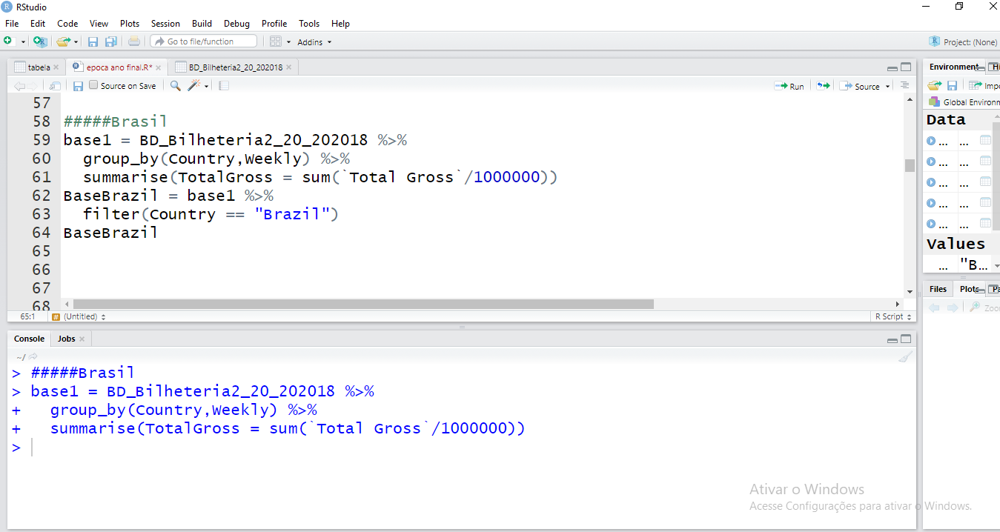 RStudio
File Edit Code View Plots Session Build Debug Profile Tools Help
Go to file/function Addins Project: (None)
tabela epoca ano final.R* BD_Bilheteria2_20_202018
Source on Save Run Source
57
58 #####Brasil
59 base1 = BD_Bilheteria2_20_202018 %>%
60 group_by(Country,Weekly) %>%
61 summarise(TotalGross = sum(`Total Gross`/1000000))
62 BaseBrazil = base1 %>%
63 filter(Country == "Brazil")
64 BaseBrazil
65
66
67
68
65:1 # (Untitled) R Script
Console Jobs
~/
> #####Brasil
> base1 = BD_Bilheteria2_20_202018 %>%
+ group_by(Country,Weekly) %>%
+ summarise(TotalGross = sum(`Total Gross`/1000000))
>
Environment Hi
Impo
Global Environm
Data
... ...
... ...
... ...
... ...
... ...
Values
... "B...
Files Plots Pa
Zoo
Ativar o Windows
Acesse Configurações para ativar o Windows.